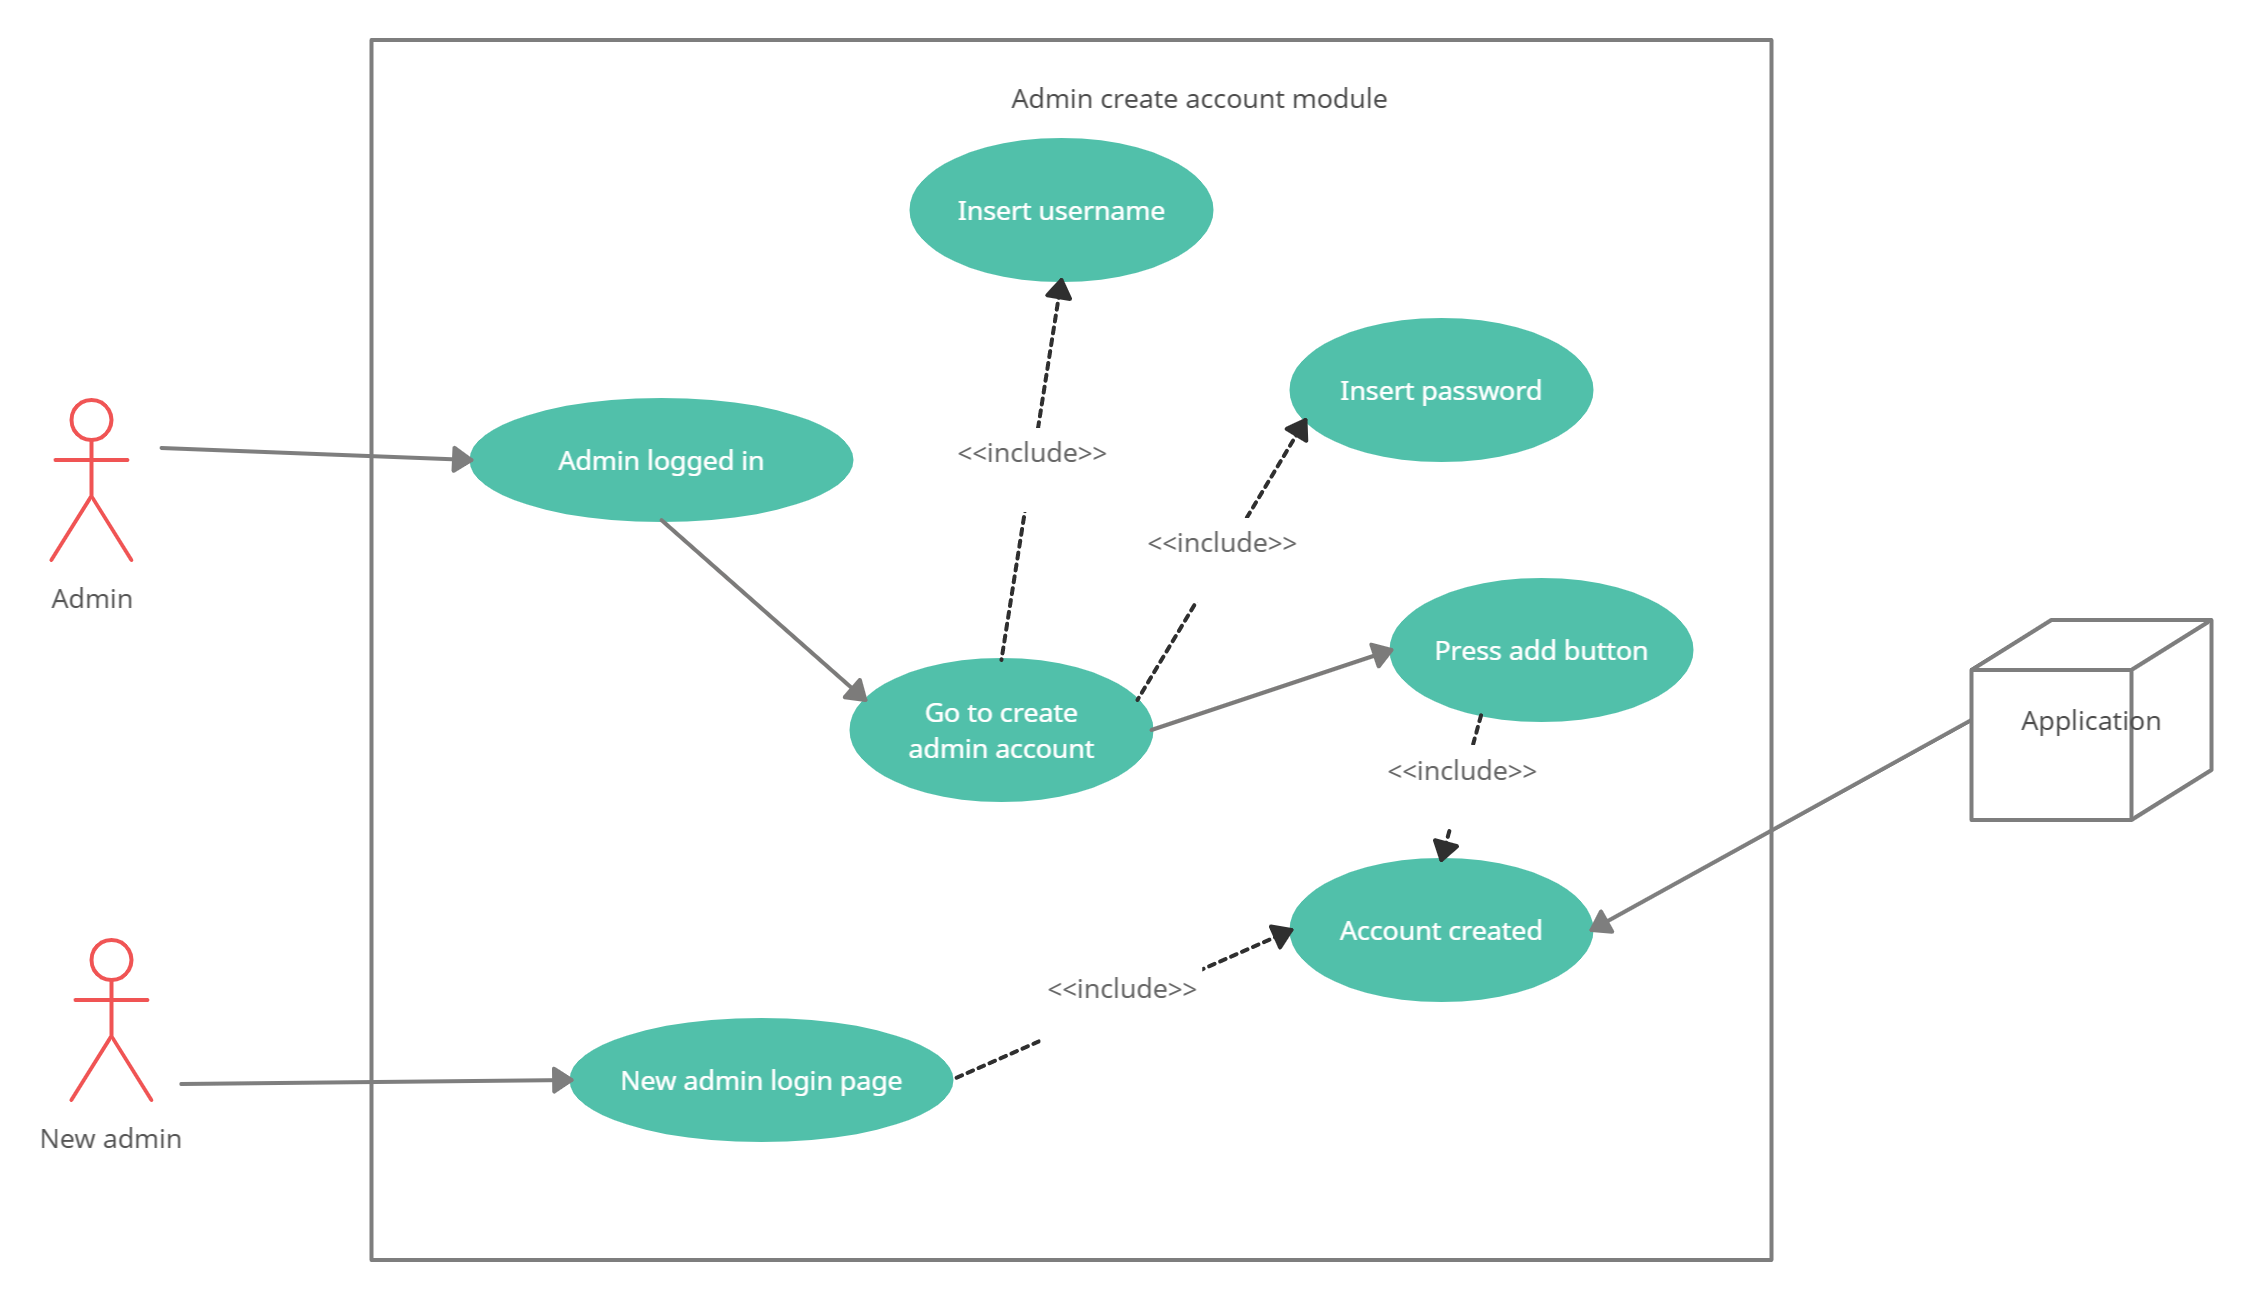 Admin create account module
Insert username
Insert password
Admin logged in
<<include>>
<<include>>
Admin
Press add button
Go to create
admin account
Application
<<include>>
Account created
<<include>>
New admin login page
New admin